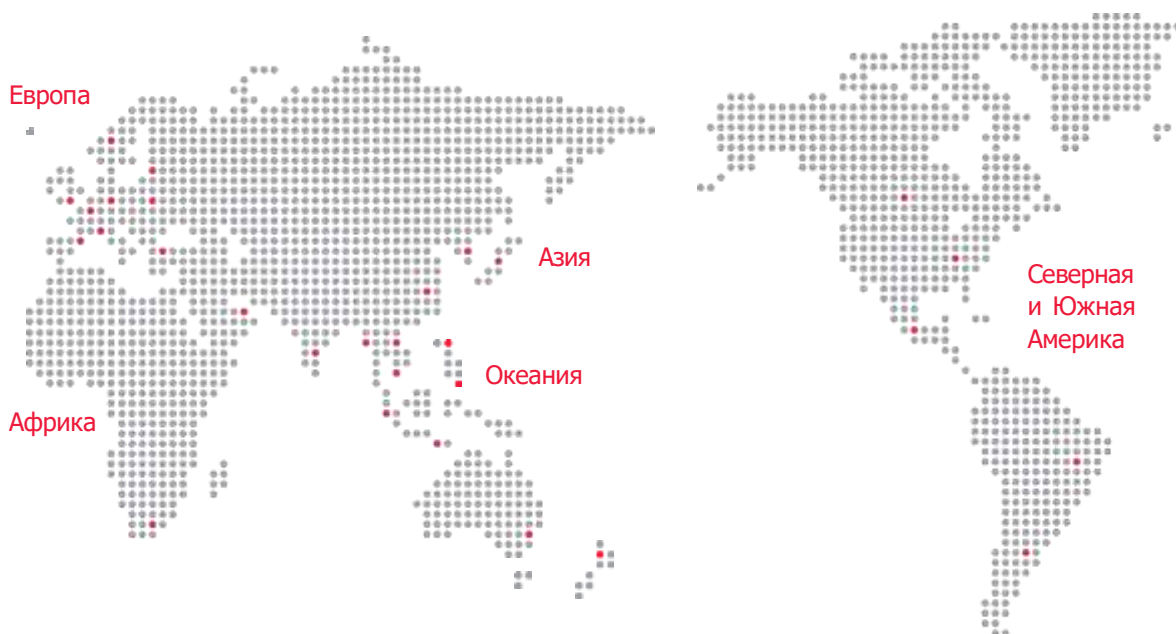 Европа
Азия
Северная
и Южная
Америка
Океания
Африка